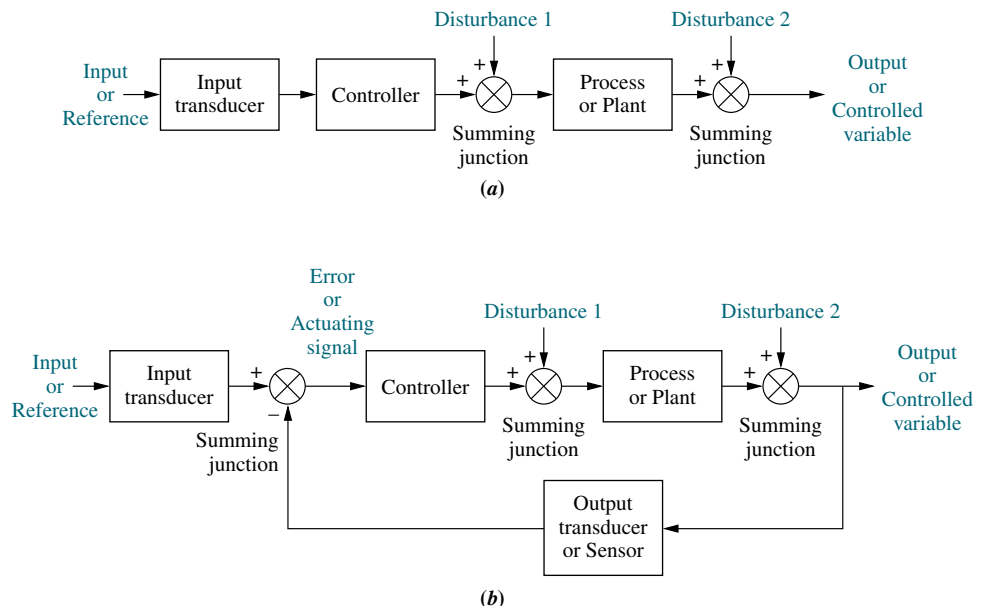 Disturbance 1
Disturbance 2
Input
or
Reference
Input
transducer
Controller
+
+
Process
or Plant
+
+
Output
or
Controlled
variable
Summing
junction
Summing
junction
(a)
Error
or
Actuating
signal
Disturbance 1
Disturbance 2
Input
or
Reference
Input
transducer
+
−
Controller
+
+
Process
or Plant
+
+
Output
or
Controlled
variable
Summing
junction
Summing
junction
Summing
junction
Output
transducer
or Sensor
(b)